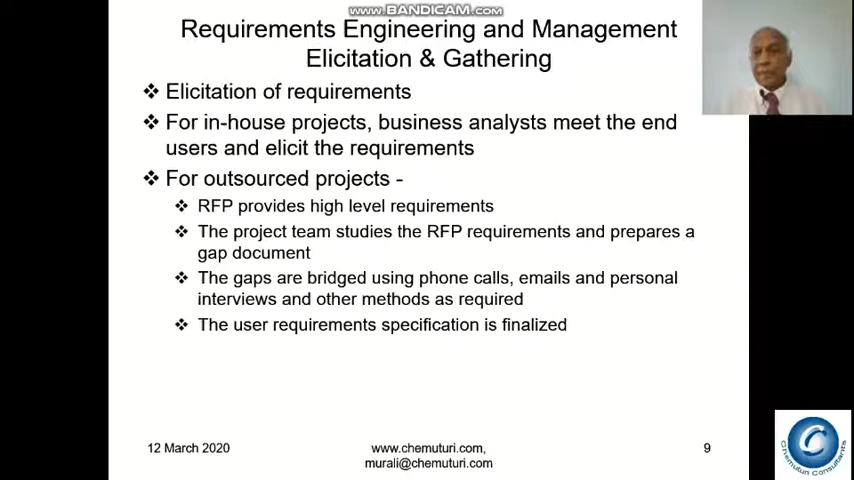 www.BANDICAM.com
Requirements Engineering and Management
Elicitation & Gathering
❖ Elicitation of requirements
❖ For in-house projects, business analysts meet the end
users and elicit the requirements
❖ For outsourced projects -
❖ RFP provides high level requirements
❖ The project team studies the RFP requirements and prepares a
gap document
❖ The gaps are bridged using phone calls, emails and personal
interviews and other methods as required
❖ The user requirements specification is finalized
12 March 2020
www.chemuturi.com,
murali@chemuturi.com
9
C
Chemuturi Consultants